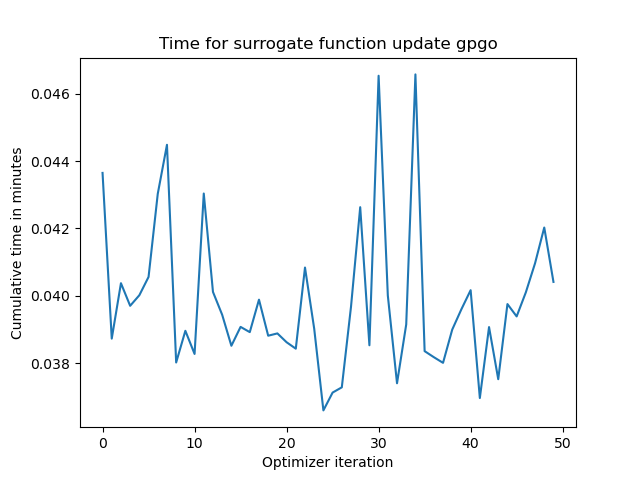 Time for surrogate function update gpgo
Cumulative time in minutes
0.046
0.044
0.042
0.040
0.038
0 10 20 30 40 50
Optimizer iteration